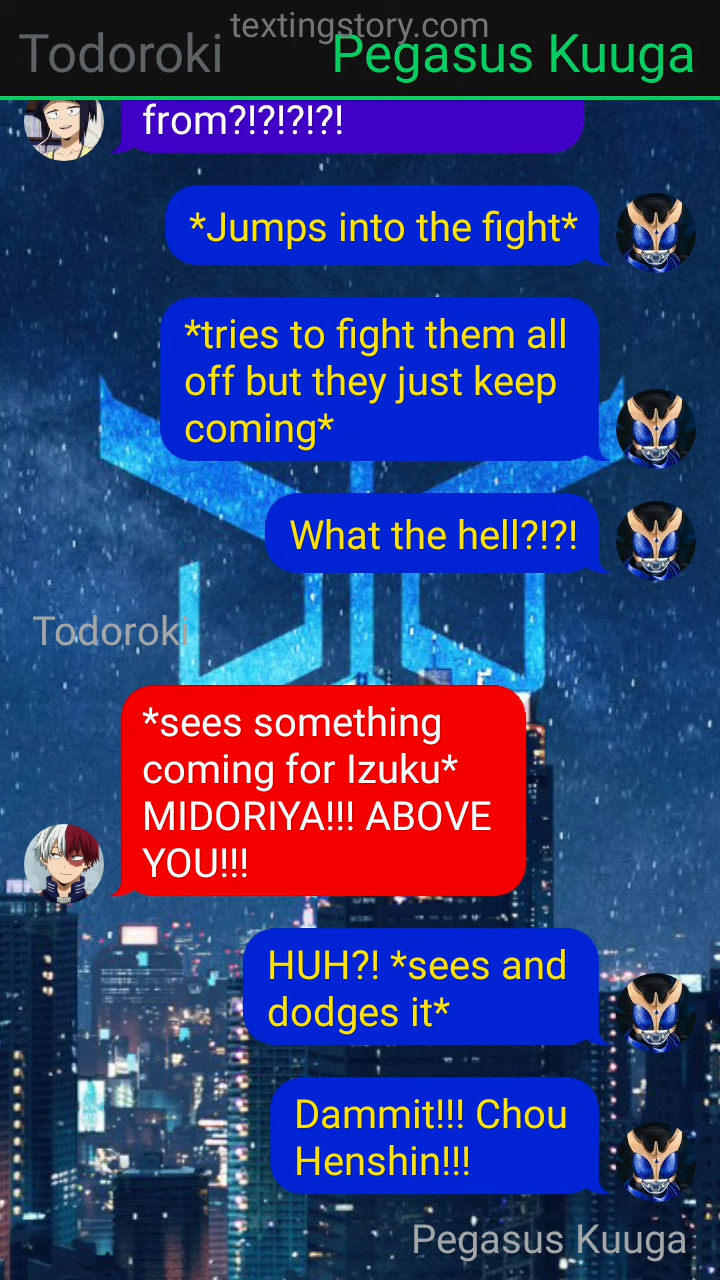 textingstory.com
Todoroki
Pegasus Kuuga
from?!?!?!?!
*Jumps into the fight*
*tries to fight them all
off but they just keep
coming*
What the hell?!?!
Todoroki
*sees something
coming for Izuku*
MIDORIYA!!! ABOVE
YOU!!!
HUH?! *sees and
dodges it*
Dammit!!! Chou
Henshin!!!
Pegasus Kuuga